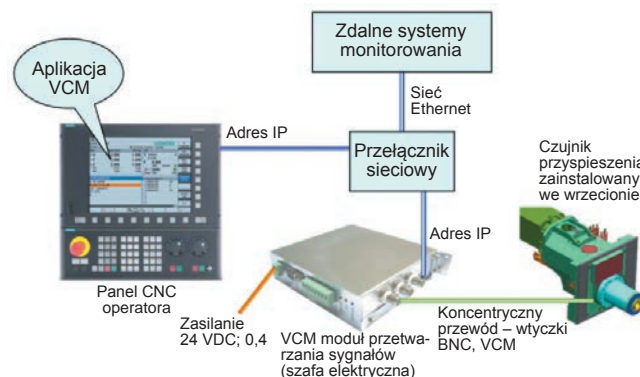 Zdalne systemy
monitorowania
Aplikacja
VCM
Sieć
Ethernet
Adres IP
Przełącznik
sieciowy
Czujnik
przyspieszenia
zainstalowany
we wrzecionie
Adres IP
Panel CNC
operatora
Zasilanie
24 VDC; 0,4
VCM moduł przetwa-
rzania sygnałów
(szafa elektryczna)
Koncentryczny
przewód – wtyczki
BNC, VCM